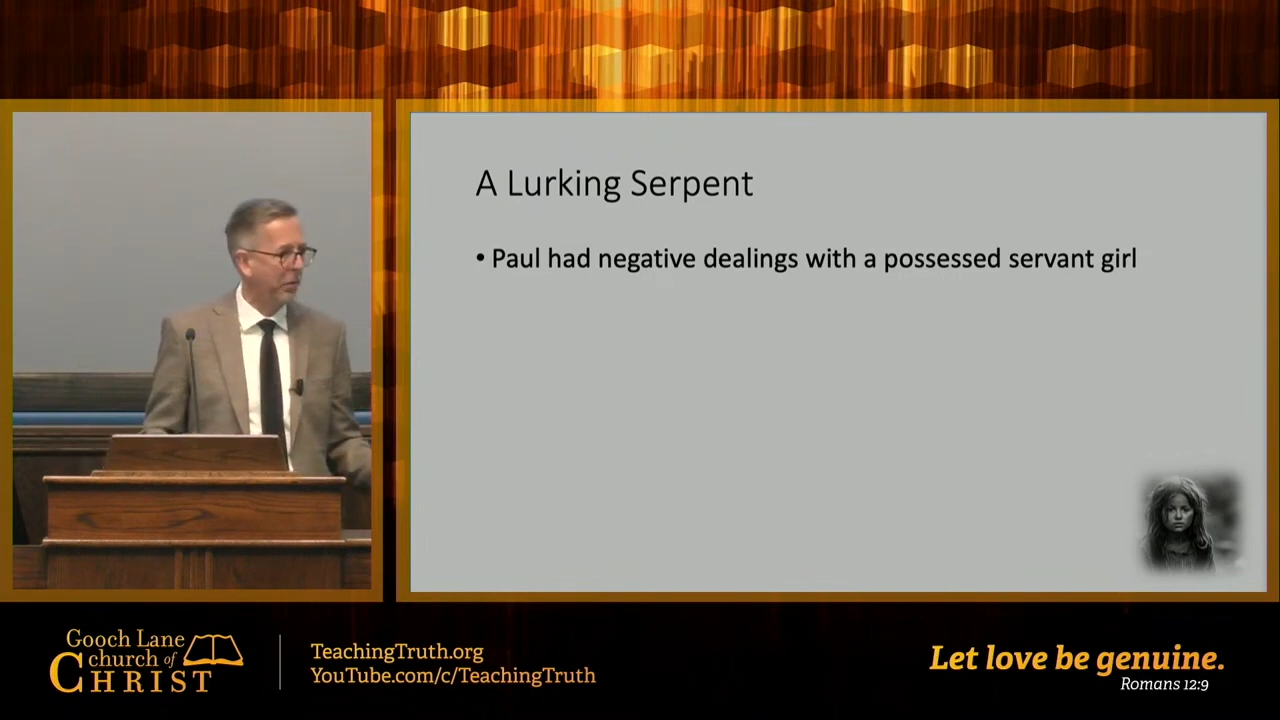 A Lurking Serpent
• Paul had negative dealings with a possessed servant girl
Gooch Lane
church of
CHRIST
TeachingTruth.org
YouTube.com/c/TeachingTruth
Let love be genuine.
Romans 12:9